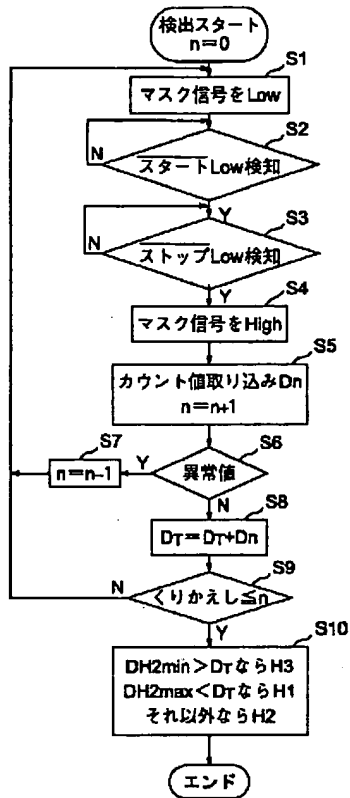 検出スタート
n=0
S1
マスク信号をLow
S2
N
スタートLow検知
Y
S3
N
ストップLow検知
Y
S4
マスク信号をHigh
S5
カウント値取り込みDn
n=n+1
S6
S7
n=n-1
Y
異常値
N
S8
DT=DT+Dn
S9
N
くりかえし≦n
Y
S10
DH2min>DTならH3
DH2max<DTならH1
それ以外ならH2
エンド